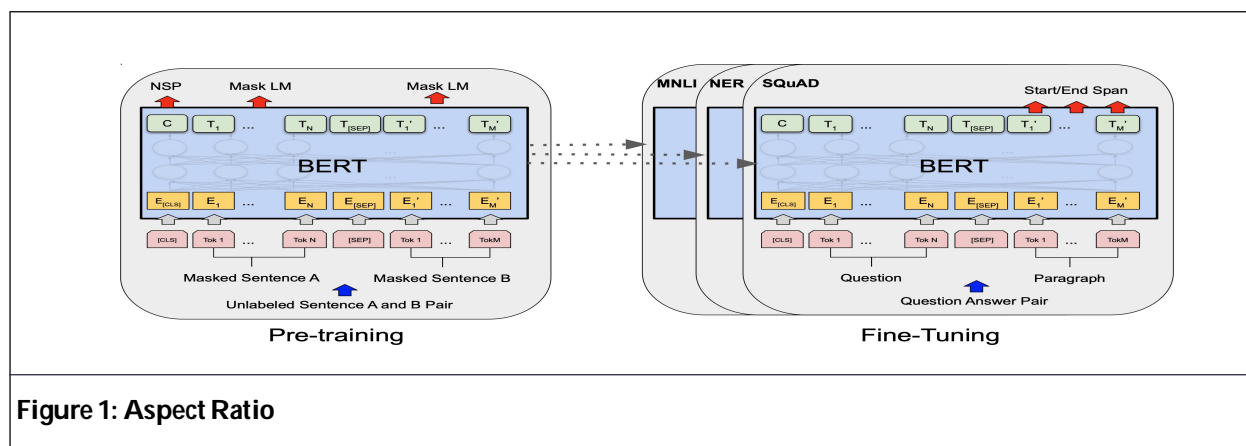 NSP Mask LM Mask LM
C T1 ... TN T[SEP] T1' ... TM'
BERT
E[CLS] E1 ... EN E[SEP] E1' ... EM'
[CLS] Tok 1 ... Tok N [SEP] Tok 1 ... TokM
Masked Sentence A Masked Sentence B
Unlabeled Sentence A and B Pair
Pre-training
MNLI NER SQuAD
Start/End Span
C T1 ... TN T[SEP] T1' ... TM'
BERT
E[CLS] E1 ... EN E[SEP] E1' ... EM'
[CLS] Tok 1 ... Tok N [SEP] Tok 1 ... TokM
Question Paragraph
Question Answer Pair
Fine-Tuning
Figure 1: Aspect Ratio